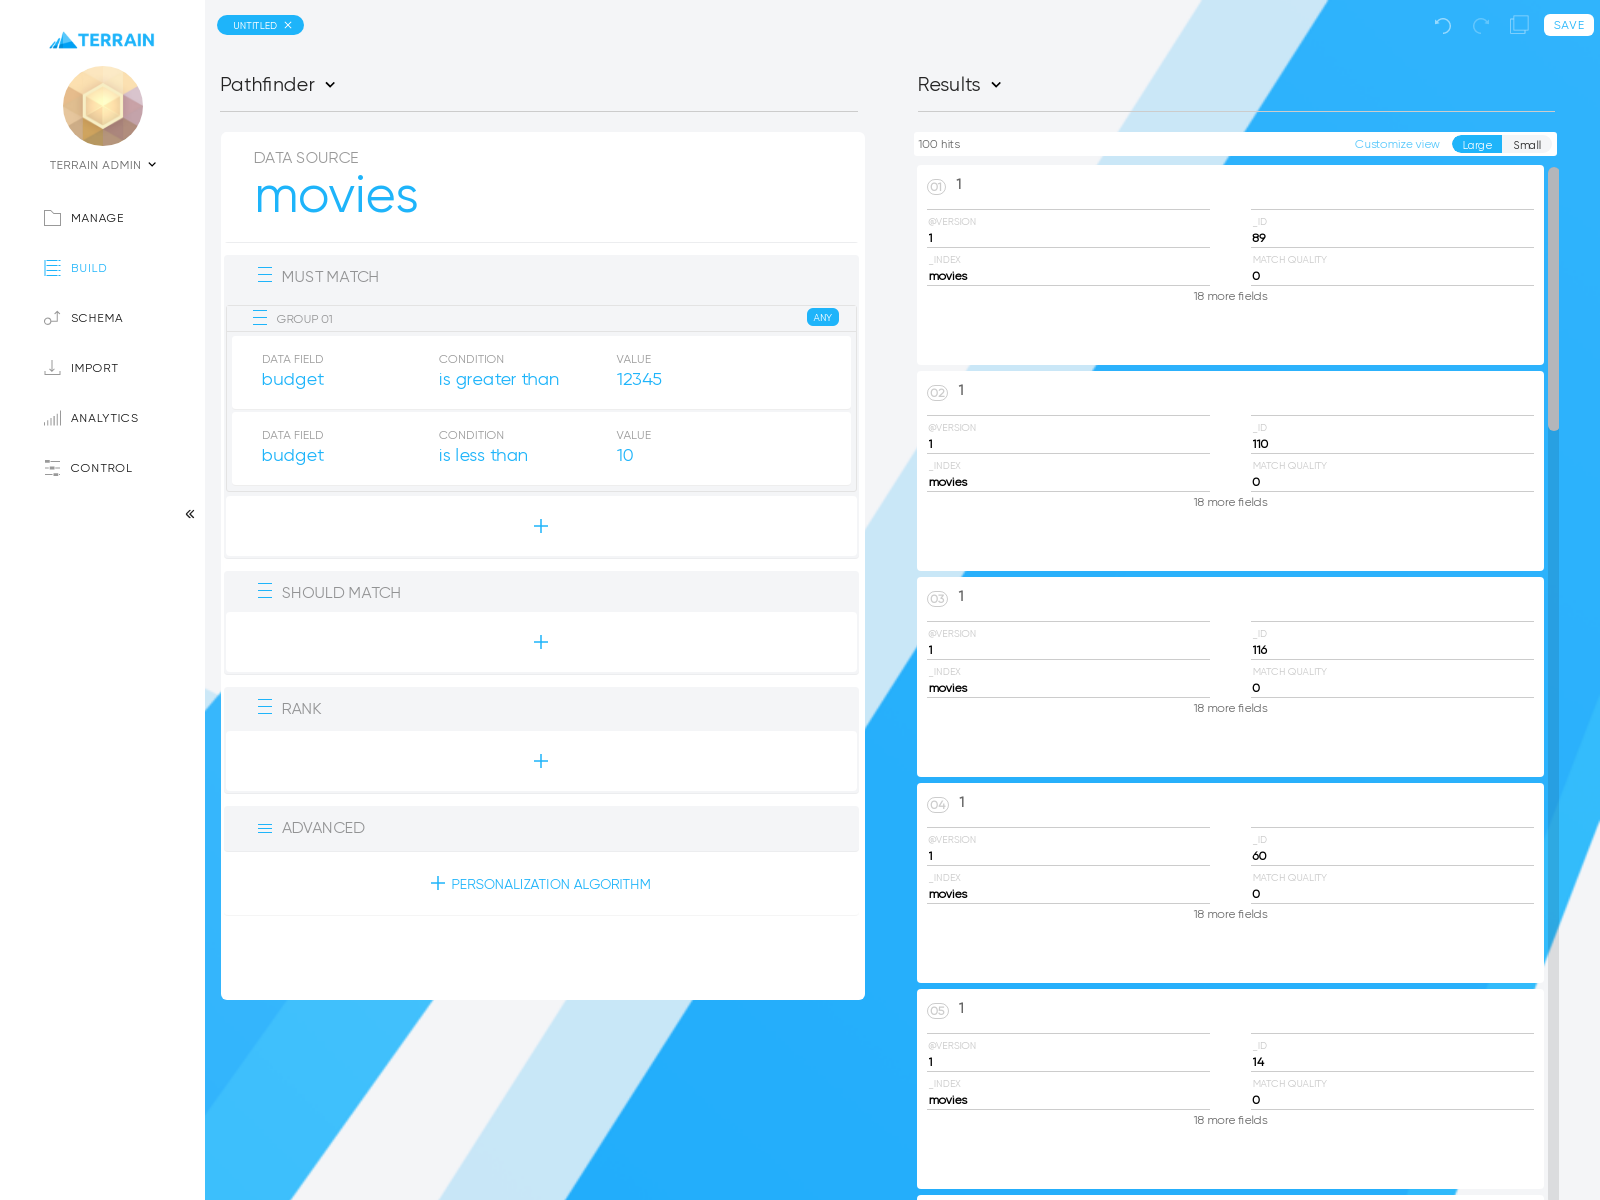 TERRAIN
TERRAIN ADMIN
MANAGE
BUILD
SCHEMA
IMPORT
ANALYTICS
CONTROL
UNTITLED
SAVE
Pathfinder
DATA SOURCE
movies
MUST MATCH
GROUP 01 ANY
DATA FIELD CONDITION VALUE
budget is greater than 12345
DATA FIELD CONDITION VALUE
budget is less than 10
+
SHOULD MATCH
+
RANK
+
ADVANCED
+ PERSONALIZATION ALGORITHM
Results
100 hits Customize view Large Small
01 1
@VERSION _ID
1 89
_INDEX MATCH QUALITY
movies 0
18 more fields
02 1
@VERSION _ID
1 110
_INDEX MATCH QUALITY
movies 0
18 more fields
03 1
@VERSION _ID
1 116
_INDEX MATCH QUALITY
movies 0
18 more fields
04 1
@VERSION _ID
1 60
_INDEX MATCH QUALITY
movies 0
18 more fields
05 1
@VERSION _ID
1 14
_INDEX MATCH QUALITY
movies 0
18 more fields